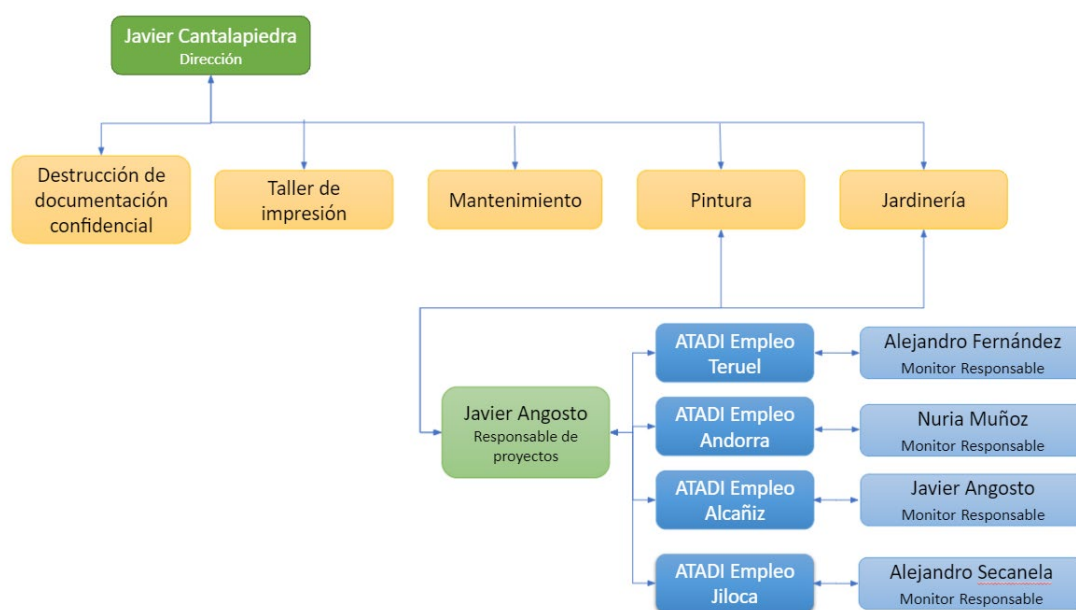 Javier Cantalapiedra
Dirección
Destrucción de
documentación
confidencial
Taller de
impresión
Mantenimiento
Pintura
Jardinería
Javier Angosto
Responsable de
proyectos
ATADI Empleo
Teruel
Alejandro Fernández
Monitor Responsable
ATADI Empleo
Andorra
Nuria Muñoz
Monitor Responsable
ATADI Empleo
Alcañiz
Javier Angosto
Monitor Responsable
ATADI Empleo
Jiloca
Alejandro Secanela
Monitor Responsable